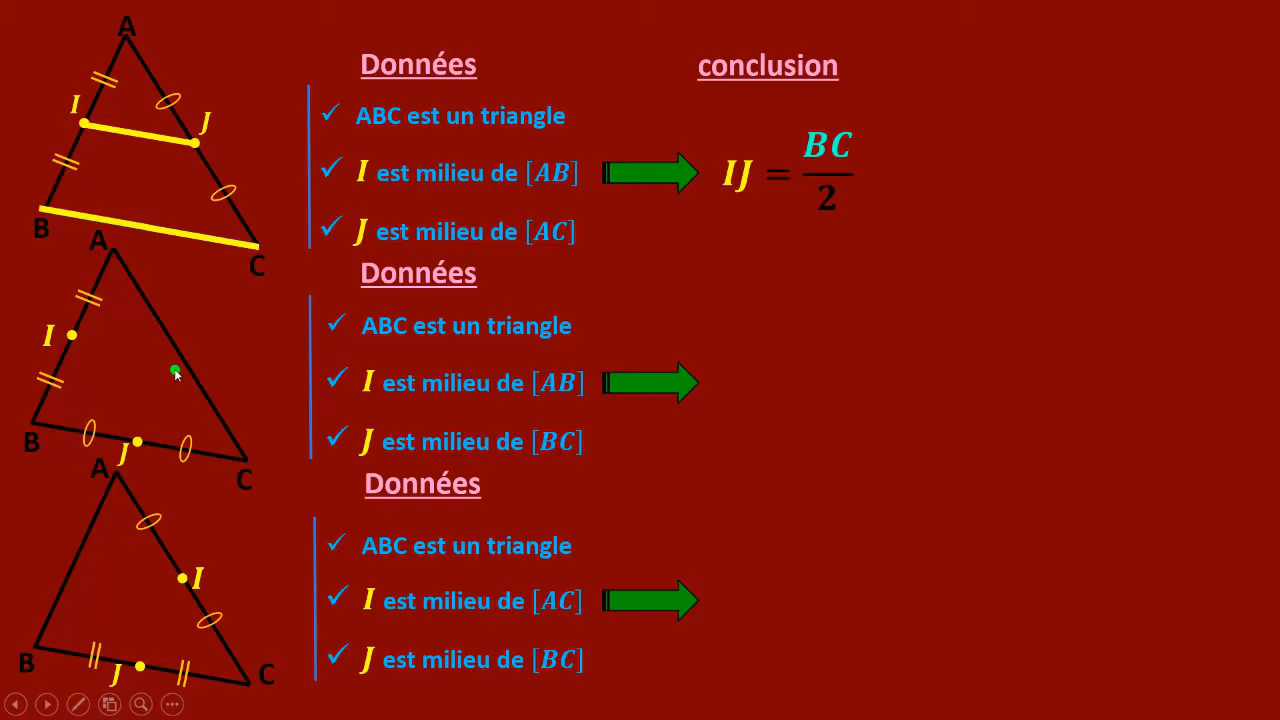 A
I
J
B
C
Données
ABC est un triangle
I est milieu de [AB]
J est milieu de [AC]
conclusion
IJ = BC/2
A
I
B
J
C
Données
ABC est un triangle
I est milieu de [AB]
J est milieu de [BC]
A
I
B
J
C
Données
ABC est un triangle
I est milieu de [AC]
J est milieu de [BC]